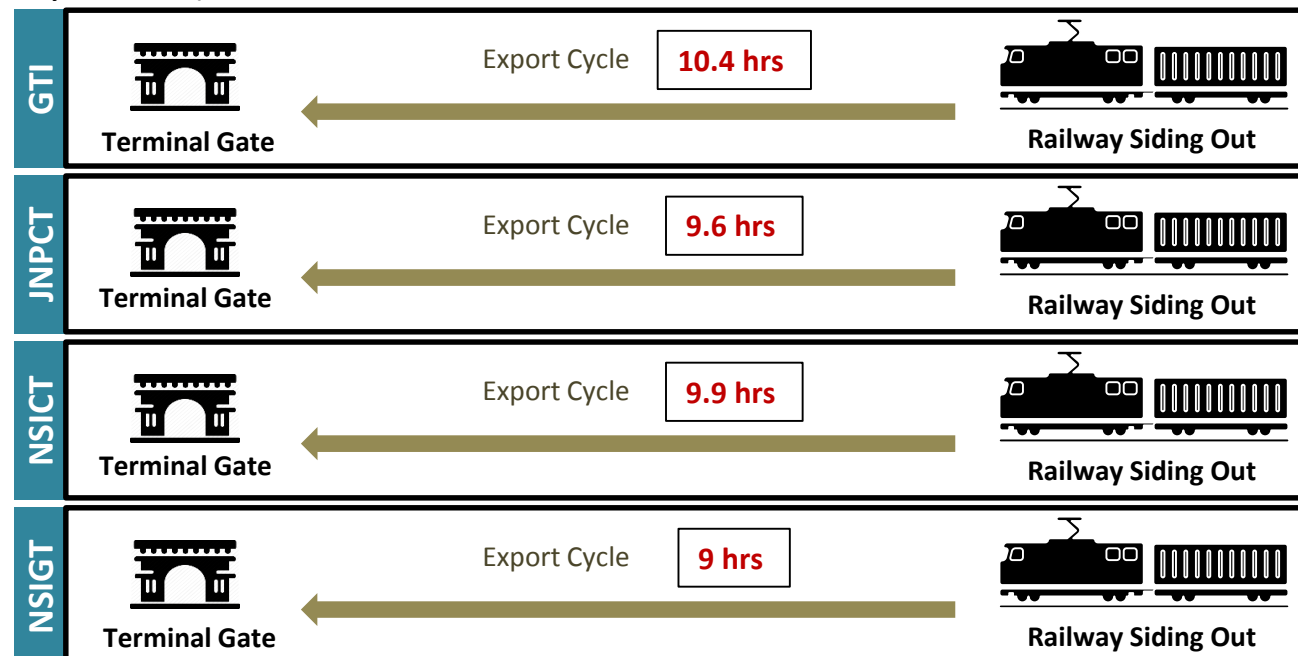 GTI
Export Cycle 10.4 hrs
Terminal Gate
Railway Siding Out
JNPCT
Export Cycle 9.6 hrs
Terminal Gate
Railway Siding Out
NSICT
Export Cycle 9.9 hrs
Terminal Gate
Railway Siding Out
NSIGT
Export Cycle 9 hrs
Terminal Gate
Railway Siding Out